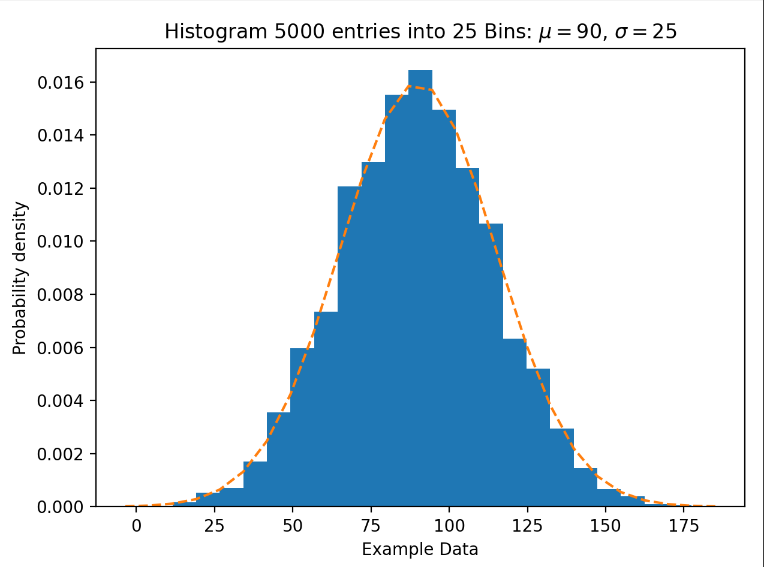 Histogram 5000 entries into 25 Bins: μ = 90, σ = 25
0.016
0.014
0.012
0.010
0.008
0.006
0.004
0.002
0.000
Probability density
0 25 50 75 100 125 150 175
Example Data